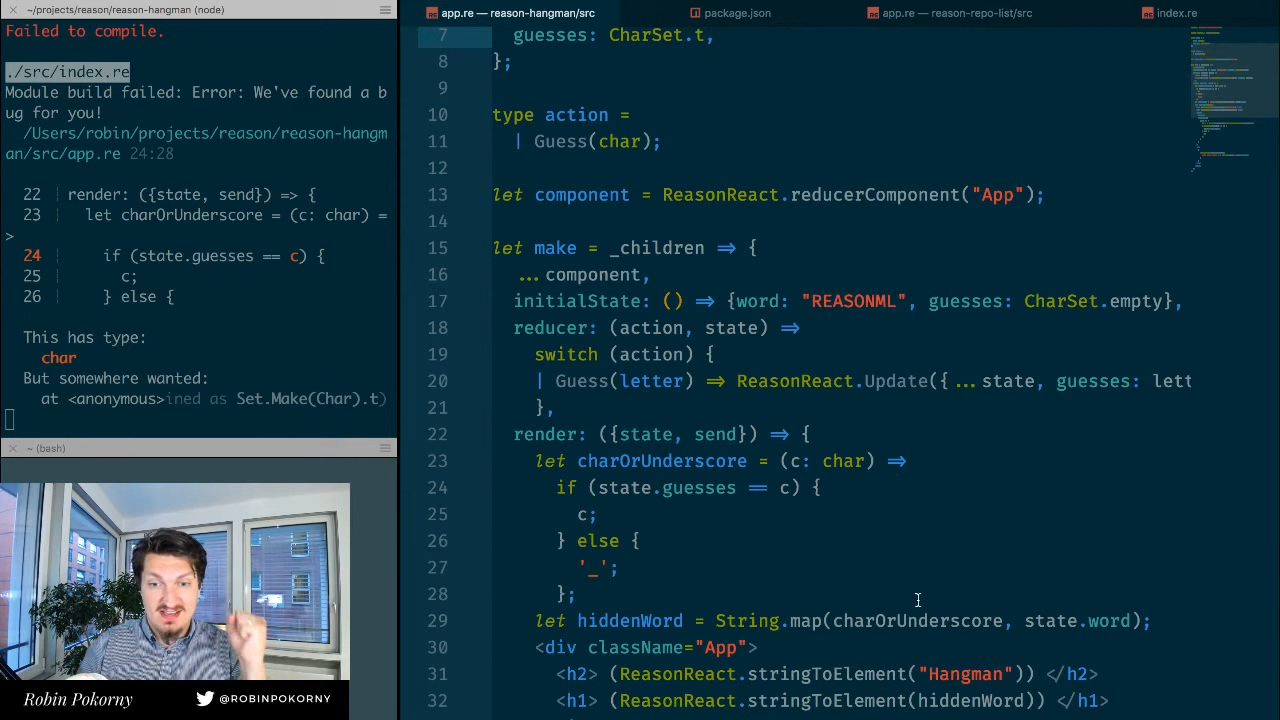 ~/projects/reason/reason-hangman (node)
Failed to compile.
./src/index.re
Module build failed: Error: We've found a b
ug for you!
/Users/robin/projects/reason/reason-hangm
an/src/app.re 24:28
22 render: ({state, send}) => {
23 let charOrUnderscore = (c: char) =
>
24 if (state.guesses == c) {
25 c;
26 } else {
This has type:
char
But somewhere wanted:
at <anonymous>ined as Set.Make(Char).t)
~ (bash)
Robin Pokorny
@ROBINPOKORNY
app.re — reason-hangman/src
package.json
app.re — reason-repo-list/src
index.re
7 guesses: CharSet.t,
8 };
9
10 type action =
11 | Guess(char);
12
13 let component = ReasonReact.reducerComponent("App");
14
15 let make = _children => {
16 ...component,
17 initialState: () => {word: "REASONML", guesses: CharSet.empty},
18 reducer: (action, state) =>
19 switch (action) {
20 | Guess(letter) => ReasonReact.Update({...state, guesses: lett
21 },
22 render: ({state, send}) => {
23 let charOrUnderscore = (c: char) =>
24 if (state.guesses == c) {
25 c;
26 } else {
27 '_';
28 };
29 let hiddenWord = String.map(charOrUnderscore, state.word);
30 <div className="App">
31 <h2> (ReasonReact.stringToElement("Hangman")) </h2>
32 <h1> (ReasonReact.stringToElement(hiddenWord)) </h1>